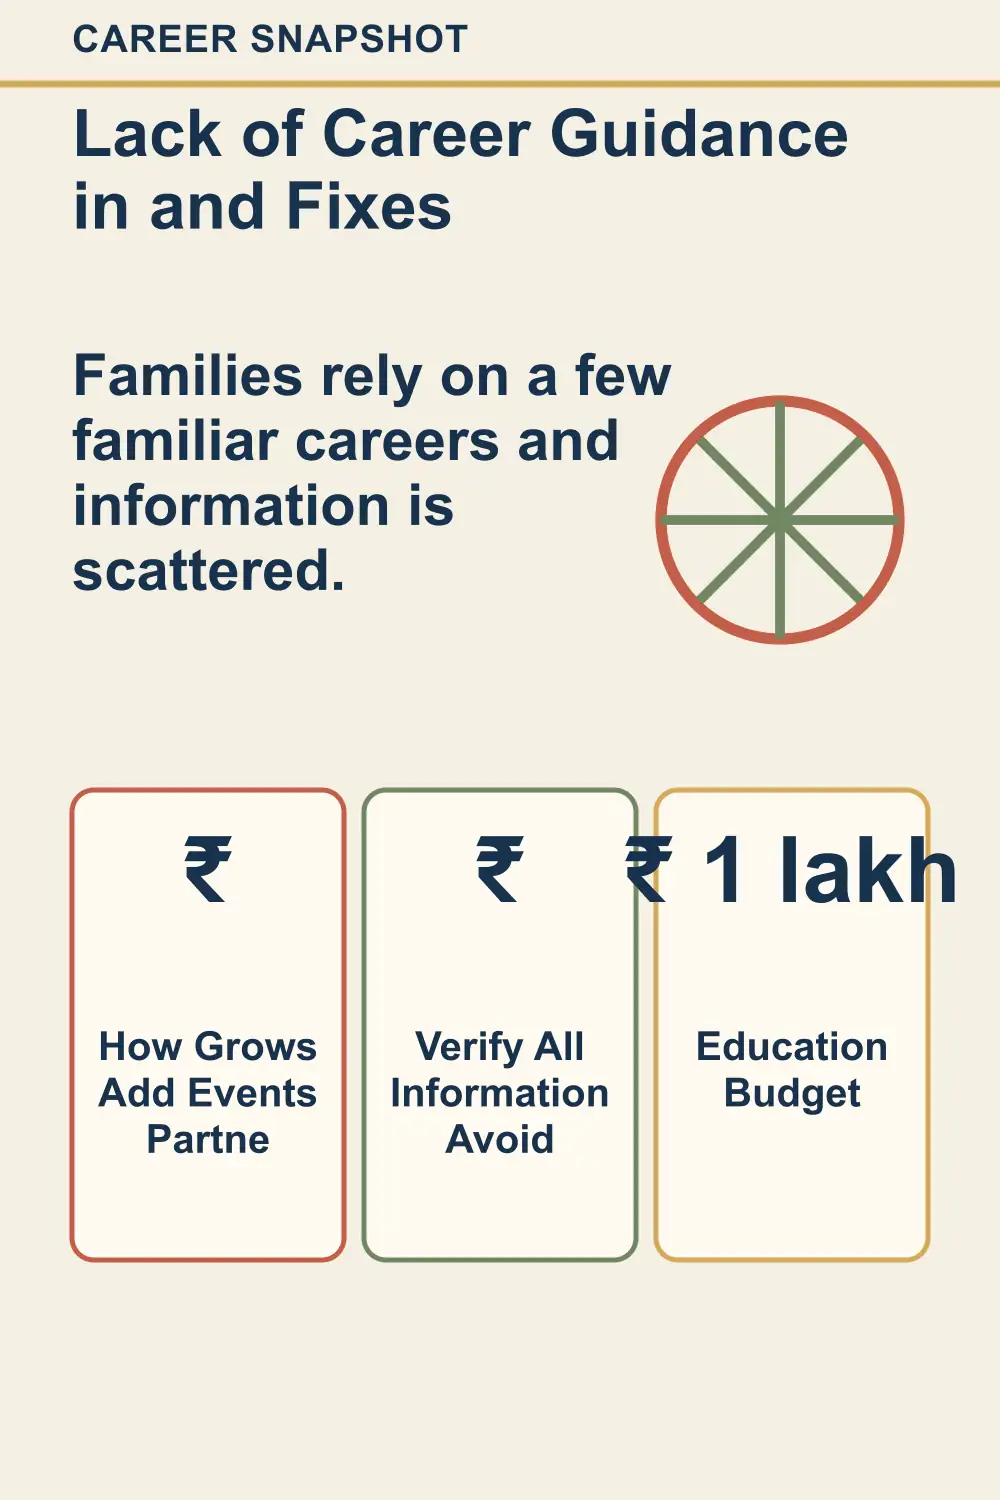 CAREER SNAPSHOT
Lack of Career Guidance
in and Fixes
Families rely on a few
familiar careers and
information is
scattered.
₹
How Grows
Add Events
Partne
₹
Verify All
Information
Avoid
₹ 1 lakh
Education
Budget